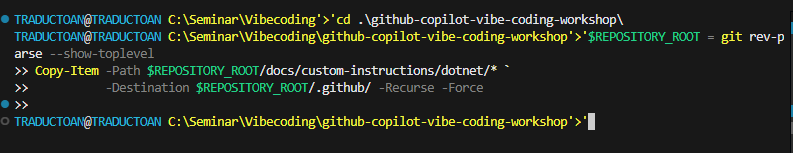 TRADUCTOAN@TRADUCTOAN C:\Seminar\Vibecoding'>'cd .\github-copilot-vibe-coding-workshop\
TRADUCTOAN@TRADUCTOAN C:\Seminar\Vibecoding\github-copilot-vibe-coding-workshop'>'$REPOSITORY_ROOT = git rev-p
arse --show-toplevel
>> Copy-Item -Path $REPOSITORY_ROOT/docs/custom-instructions/dotnet/* `
>>           -Destination $REPOSITORY_ROOT/.github/ -Recurse -Force
>>
TRADUCTOAN@TRADUCTOAN C:\Seminar\Vibecoding\github-copilot-vibe-coding-workshop'>'